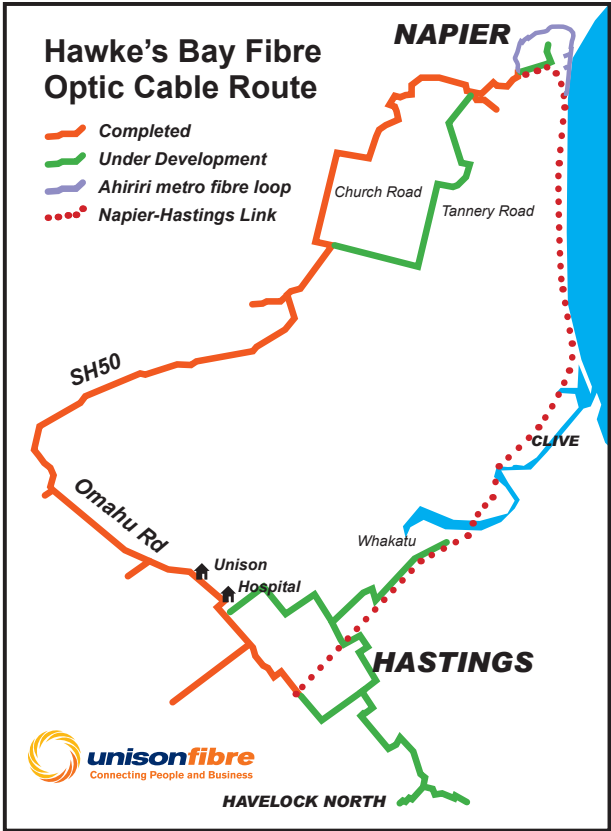 Hawke's Bay Fibre
Optic Cable Route
Completed
Under Development
Ahiriri metro fibre loop
Napier-Hastings Link
NAPIER
Church Road
Tannery Road
SH50
CLIVE
Omahu Rd
Whakatu
Unison
Hospital
HASTINGS
unisonfibre
Connecting People and Business
HAVELOCK NORTH